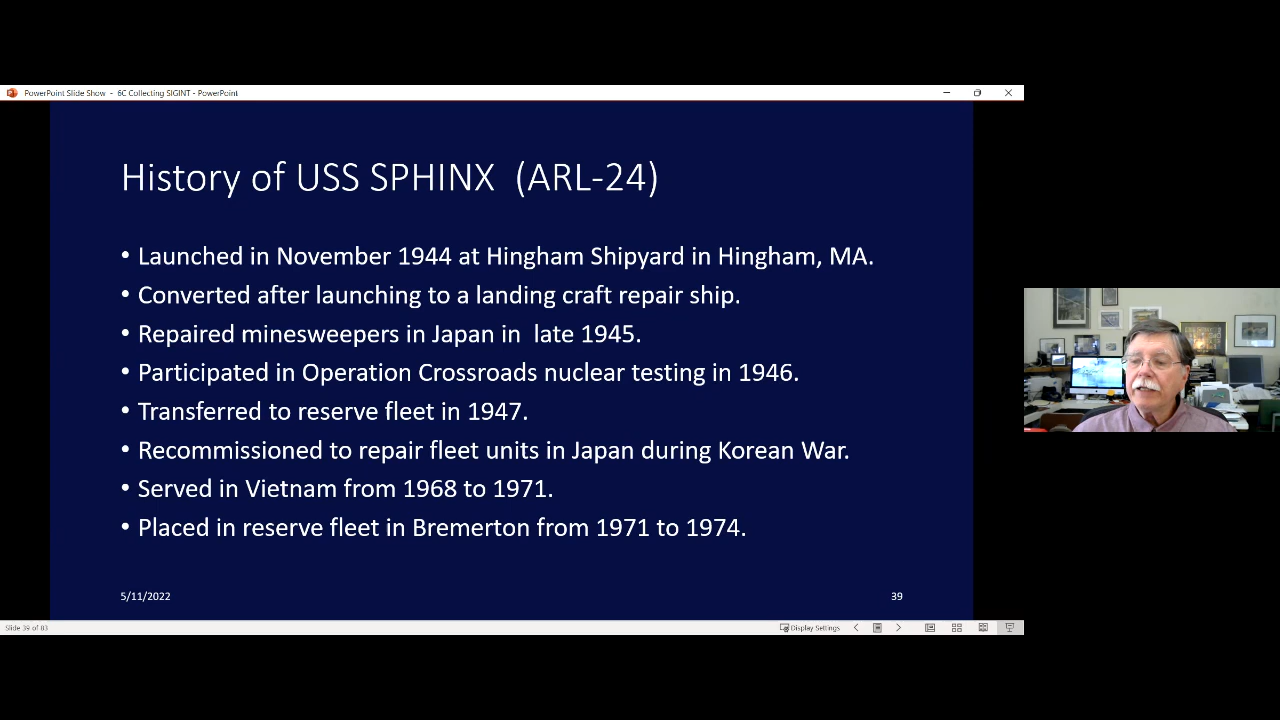 PowerPoint Slide Show - 6C Collecting SIGINT - PowerPoint
History of USS SPHINX (ARL-24)
• Launched in November 1944 at Hingham Shipyard in Hingham, MA.
• Converted after launching to a landing craft repair ship.
• Repaired minesweepers in Japan in late 1945.
• Participated in Operation Crossroads nuclear testing in 1946.
• Transferred to reserve fleet in 1947.
• Recommissioned to repair fleet units in Japan during Korean War.
• Served in Vietnam from 1968 to 1971.
• Placed in reserve fleet in Bremerton from 1971 to 1974.
5/11/2022 39
Slide 39 of 83 Display Settings